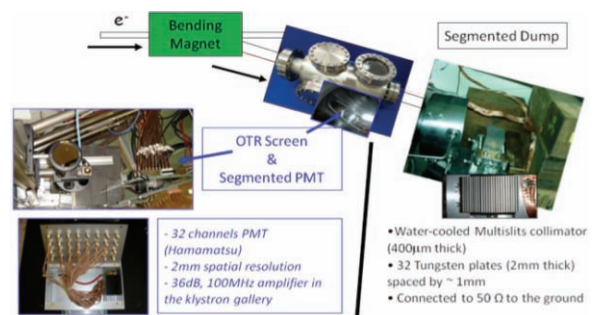 e⁻
Bending
Magnet
Segmented Dump
OTR Screen
&
Segmented PMT
- 32 channels PMT
(Hamamatsu)
- 2mm spatial resolution
- 36dB, 100MHz amplifier in
the klystron gallery
•Water-cooled Multislits collimator
(400μm thick)
• 32 Tungsten plates (2mm thick)
spaced by ~ 1mm
• Connected to 50 Ω to the ground